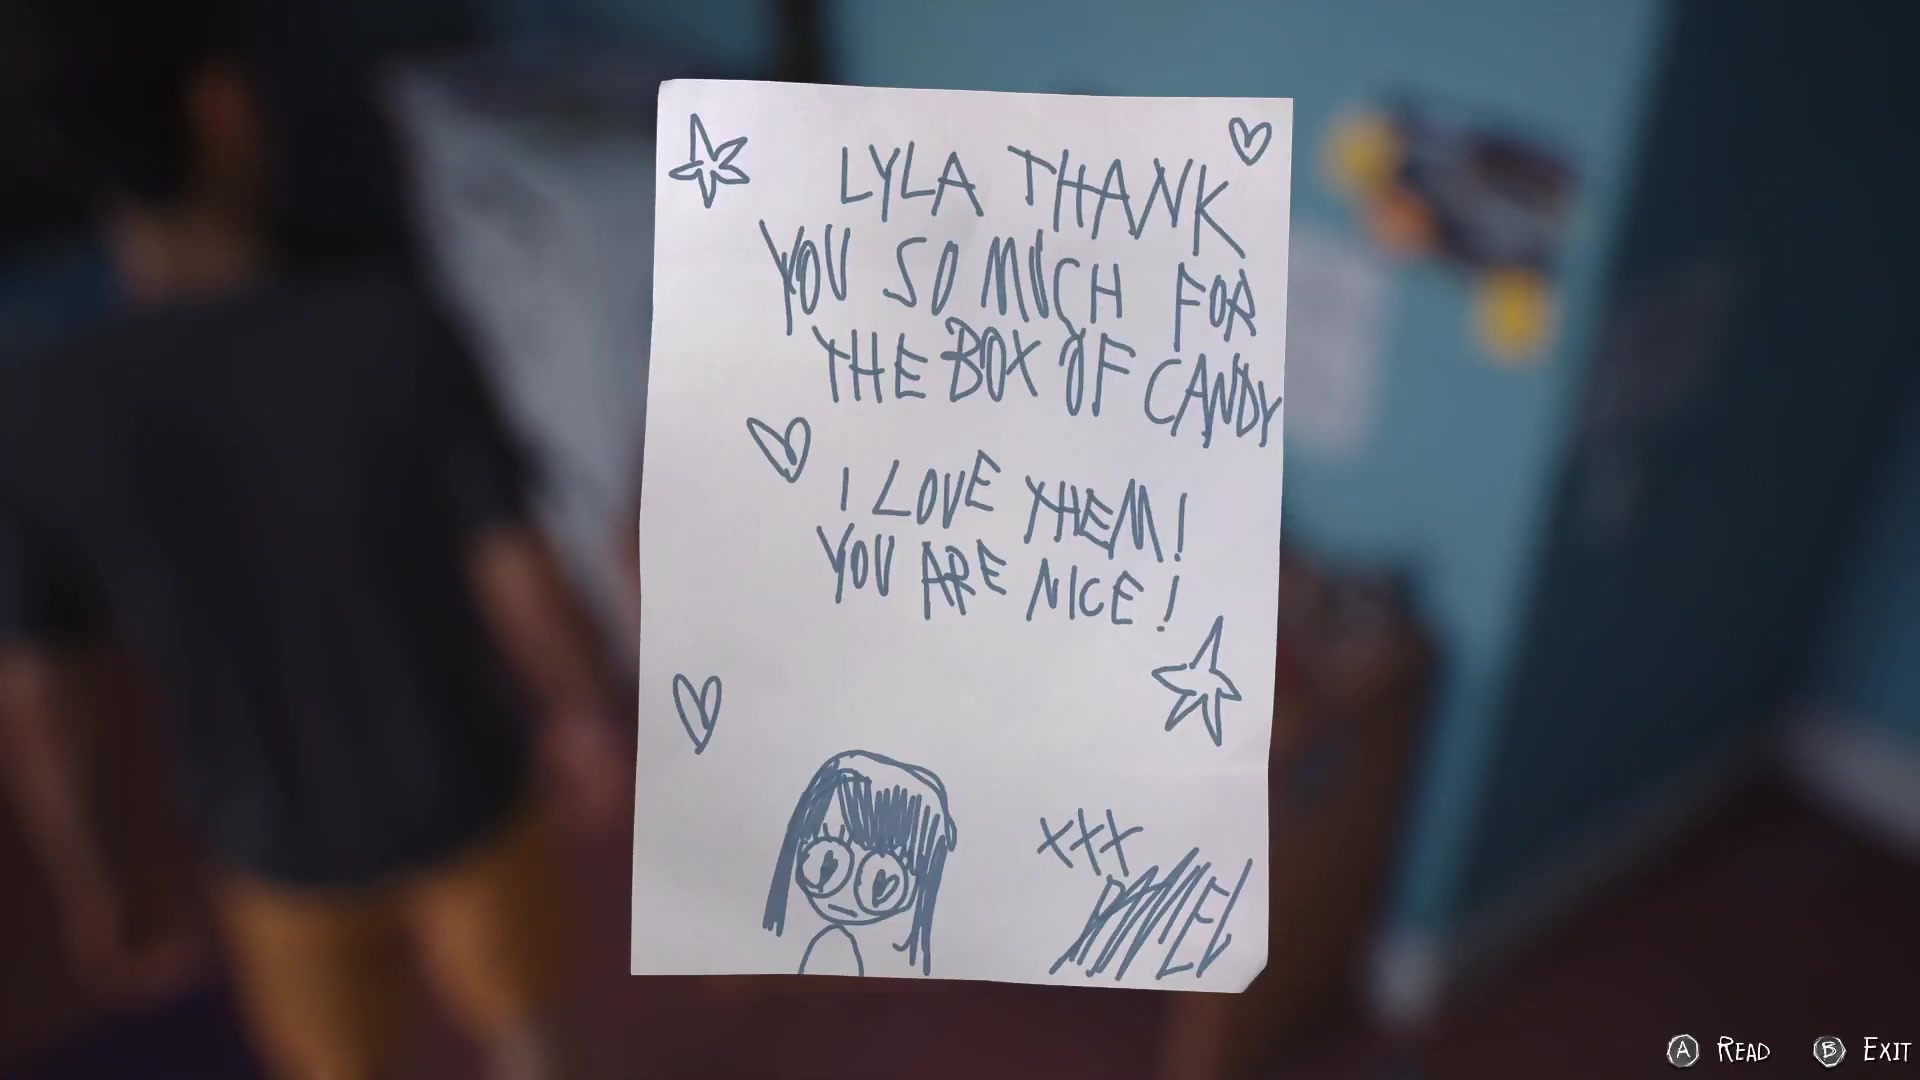 LYLA THANK
YOU SO MUCH FOR
THE BOX OF CANDY
I LOVE THEM!
YOU ARE NICE!
XXX
DANIEL
A READ B EXIT